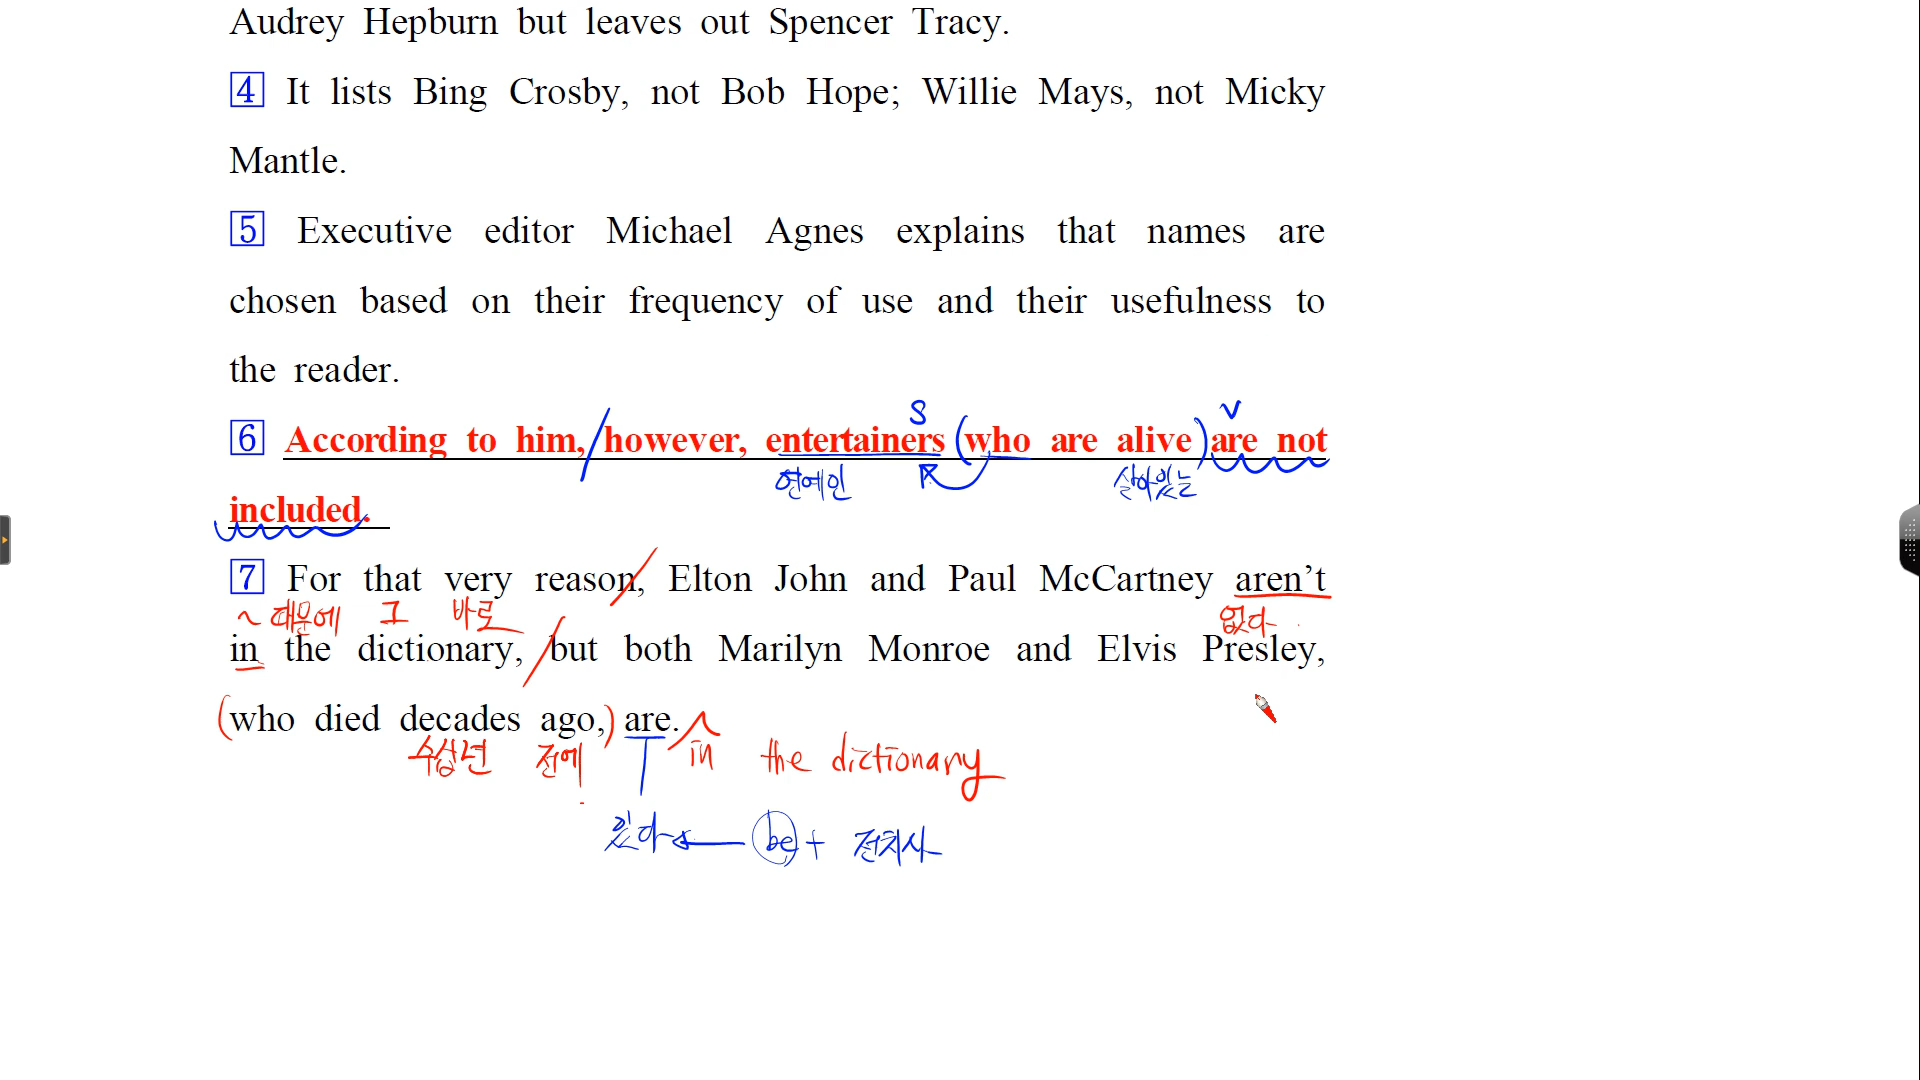 Audrey Hepburn but leaves out Spencer Tracy.
4 It lists Bing Crosby, not Bob Hope; Willie Mays, not Micky
Mantle.
5 Executive editor Michael Agnes explains that names are
chosen based on their frequency of use and their usefulness to
the reader.
S V
6 According to him, / however, entertainers (who are alive) are not
연예인 살아있는
included.
7 For that very reason, / Elton John and Paul McCartney aren’t
~때문에 그 바로 없다
in the dictionary, / but both Marilyn Monroe and Elvis Presley,
(who died decades ago,) are.
수십년 전에 in the dictionary
있다 ← be + 전치사